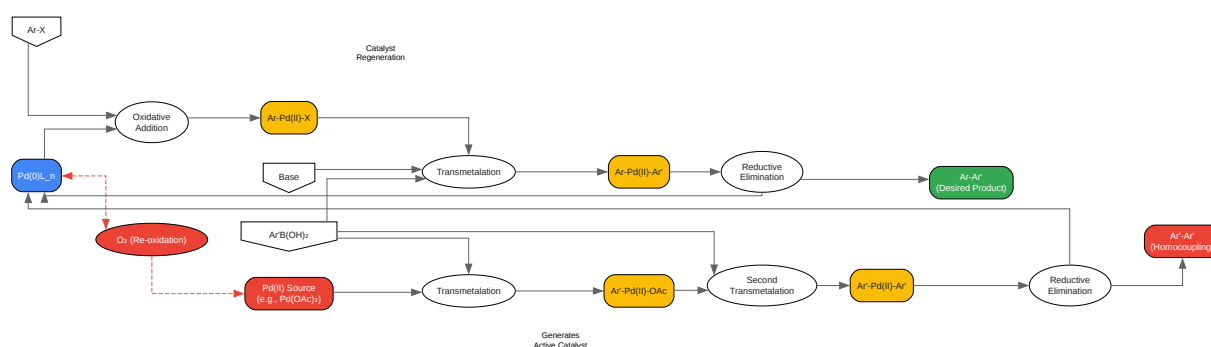 Ar-X
Catalyst
Regeneration
Oxidative
Addition
Ar-Pd(II)-X
Pd(0)L_n
Base
Transmetalation
Ar-Pd(II)-Ar'
Reductive
Elimination
Ar-Ar'
(Desired Product)
O₂ (Re-oxidation)
Ar'B(OH)₂
Ar'-Ar'
(Homocoupling
Pd(II) Source
(e.g., Pd(OAc)₂)
Transmetalation
Ar'-Pd(II)-OAc
Second
Transmetalation
Ar'-Pd(II)-Ar'
Reductive
Elimination
Generates
Active Catalyst